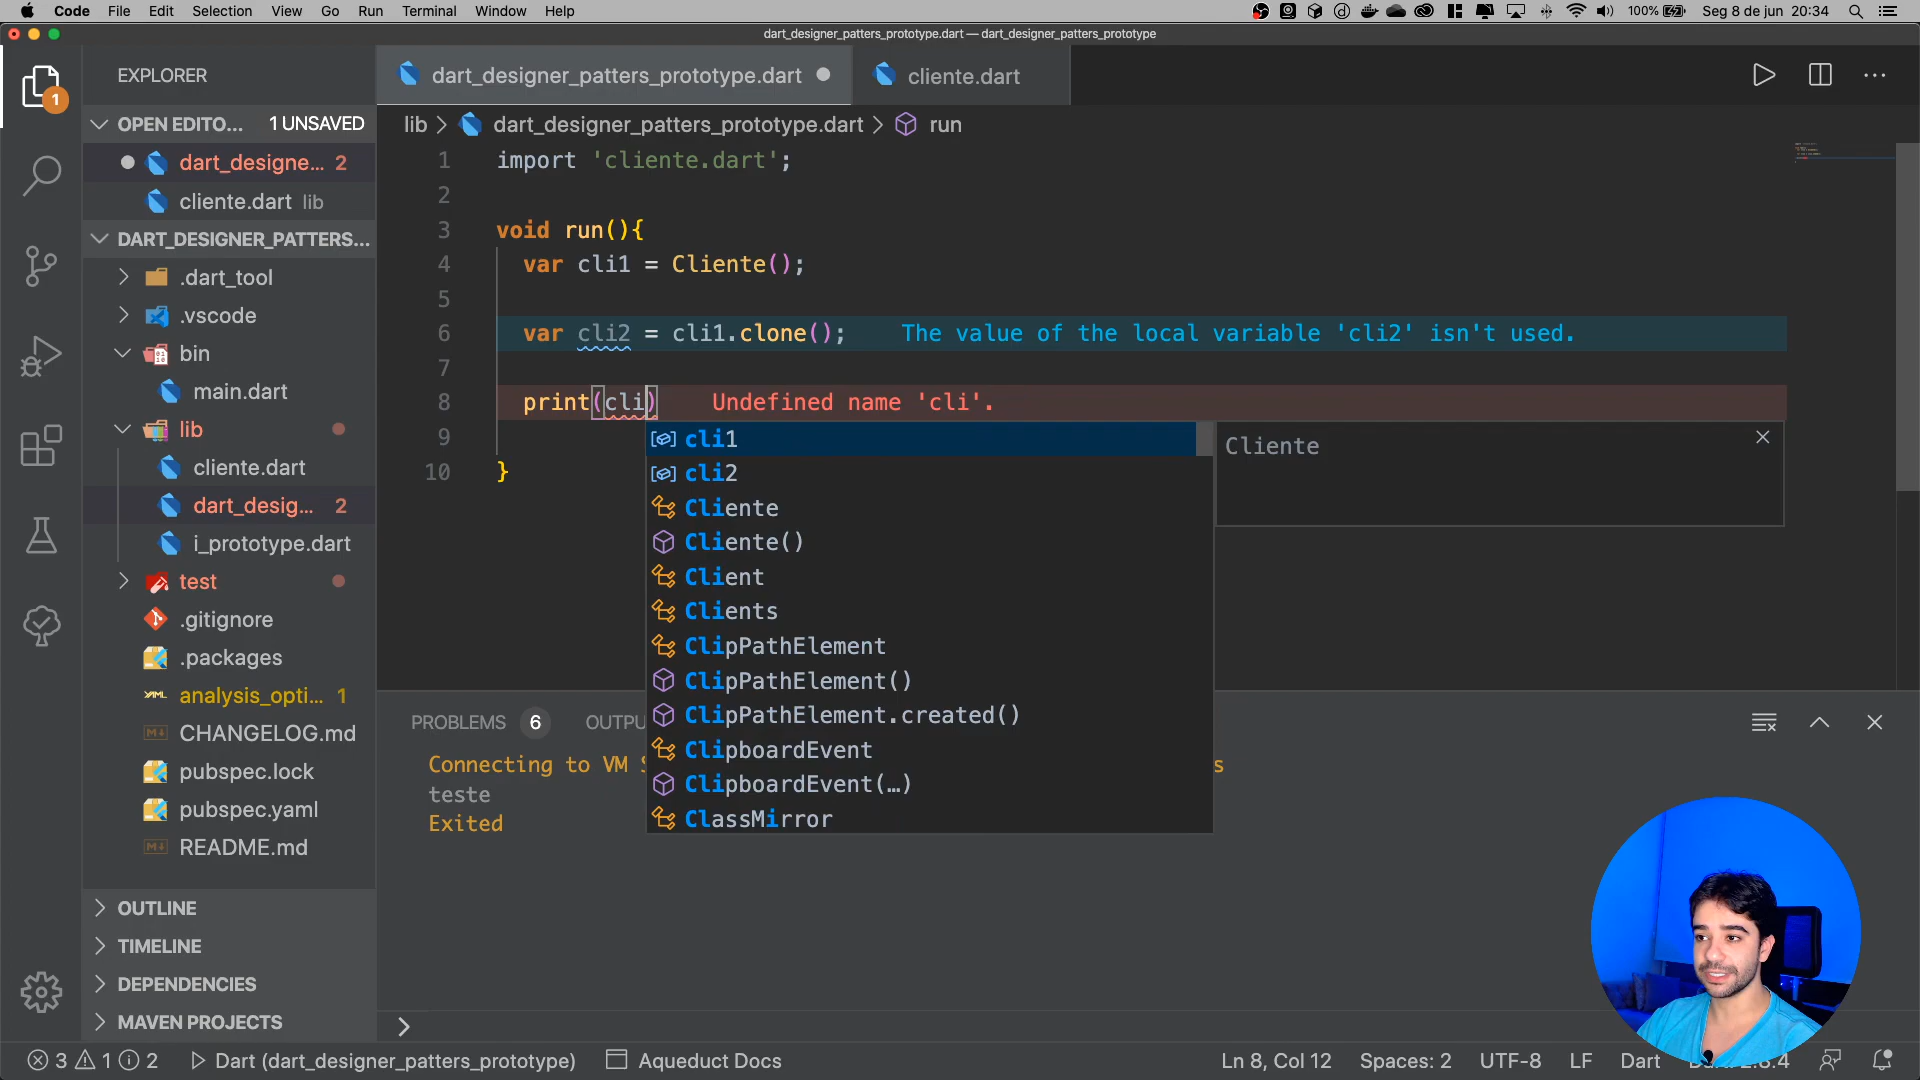 Code File Edit Selection View Go Run Terminal Window Help 100% Seg 8 de jun 20:34
dart_designer_patters_prototype.dart — dart_designer_patters_prototype
EXPLORER
dart_designer_patters_prototype.dart cliente.dart
1
OPEN EDITO... 1 UNSAVED
lib dart_designer_patters_prototype.dart run
dart_designe... 2
cliente.dart lib
DART_DESIGNER_PATTERS...
.dart_tool
.vscode
bin
main.dart
lib
cliente.dart
dart_desig... 2
i_prototype.dart
test
.gitignore
.packages
YAML analysis_opti... 1
CHANGELOG.md
pubspec.lock
pubspec.yaml
README.md
OUTLINE
TIMELINE
DEPENDENCIES
MAVEN PROJECTS
1 import 'cliente.dart';
2
3 void run(){
4 var cli1 = Cliente();
5
6 var cli2 = cli1.clone(); The value of the local variable 'cli2' isn't used.
7
8 print(cli) Undefined name 'cli'.
9
10 }
cli1
cli2
Cliente
Cliente()
Client
Clients
ClipPathElement
ClipPathElement()
ClipPathElement.created()
ClipboardEvent
ClipboardEvent(…)
ClassMirror
Cliente
PROBLEMS 6 OUTPU
Connecting to VM S s
teste
Exited
3 1 2 Dart (dart_designer_patters_prototype) Aqueduct Docs Ln 8, Col 12 Spaces: 2 UTF-8 LF Dart